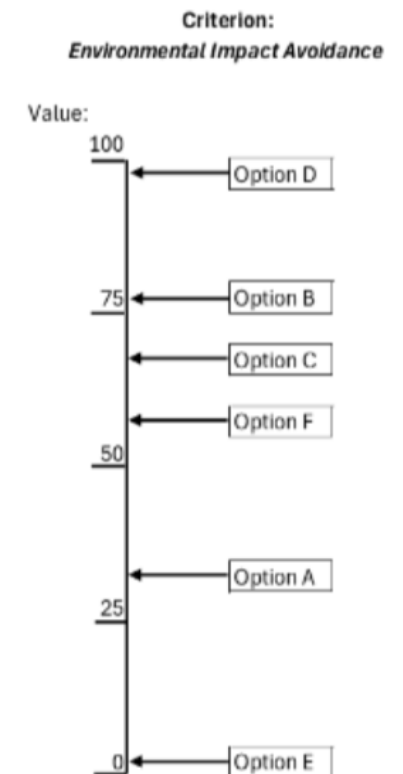 Criterion:
Environmental Impact Avoidance
Value:
100
Option D
75
Option B
Option C
Option F
50
Option A
25
0
Option E